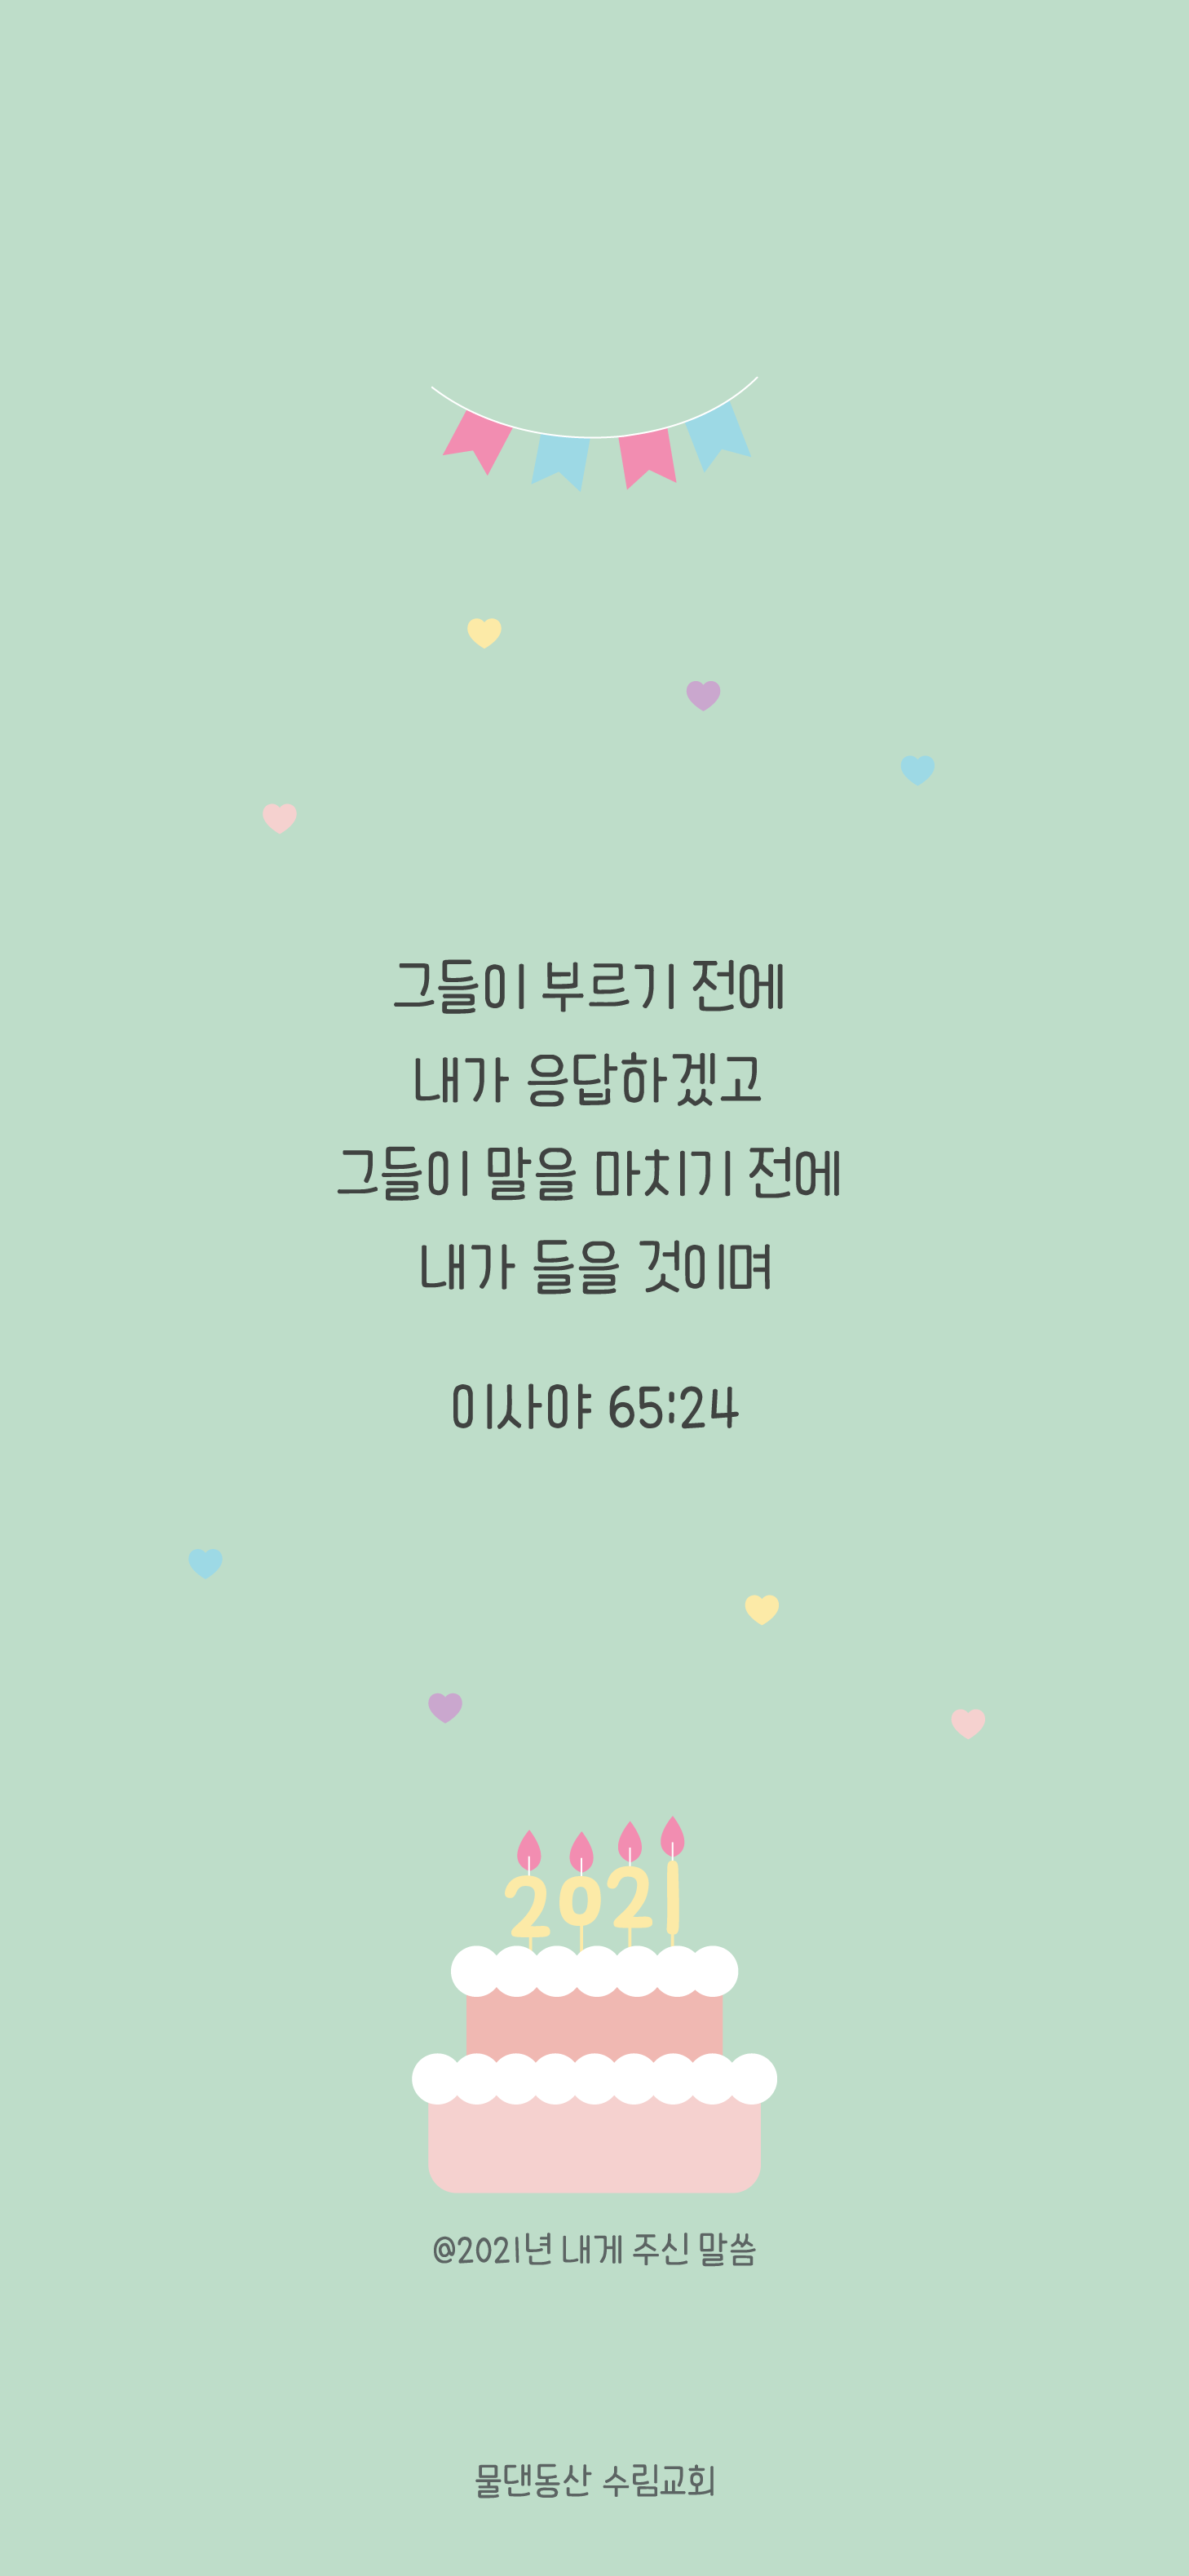 그들이 부르기 전에
내가 응답하겠고
그들이 말을 마치기 전에
내가 들을 것이며
이사야 65:24
2021
@2021년 내게 주신 말씀
물댄동산 수림교회